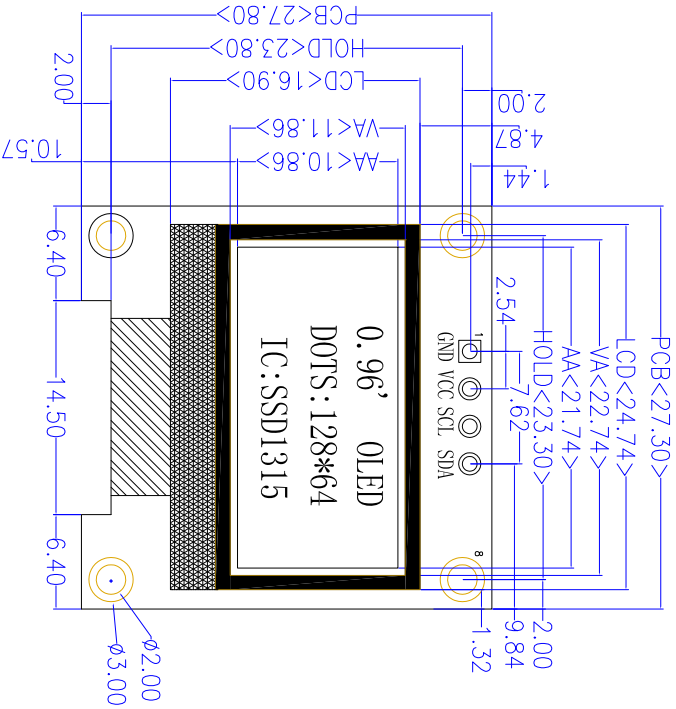 PCB<27.80>
HOLD<23.80>
LCD<16.90>
VA<11.86>
AA<10.86>
2.00
10.57
2.00
4.87
1.44
6.40
14.50
6.40
2.54
7.62
PCB<27.30>
LCD<24.74>
VA<22.74>
AA<21.74>
HOLD<23.30>
1
GND VCC SCL SDA
8
0.96' OLED
DOTS:128*64
IC:SSD1315
2.00
9.84
1.32
ø2.00
ø3.00